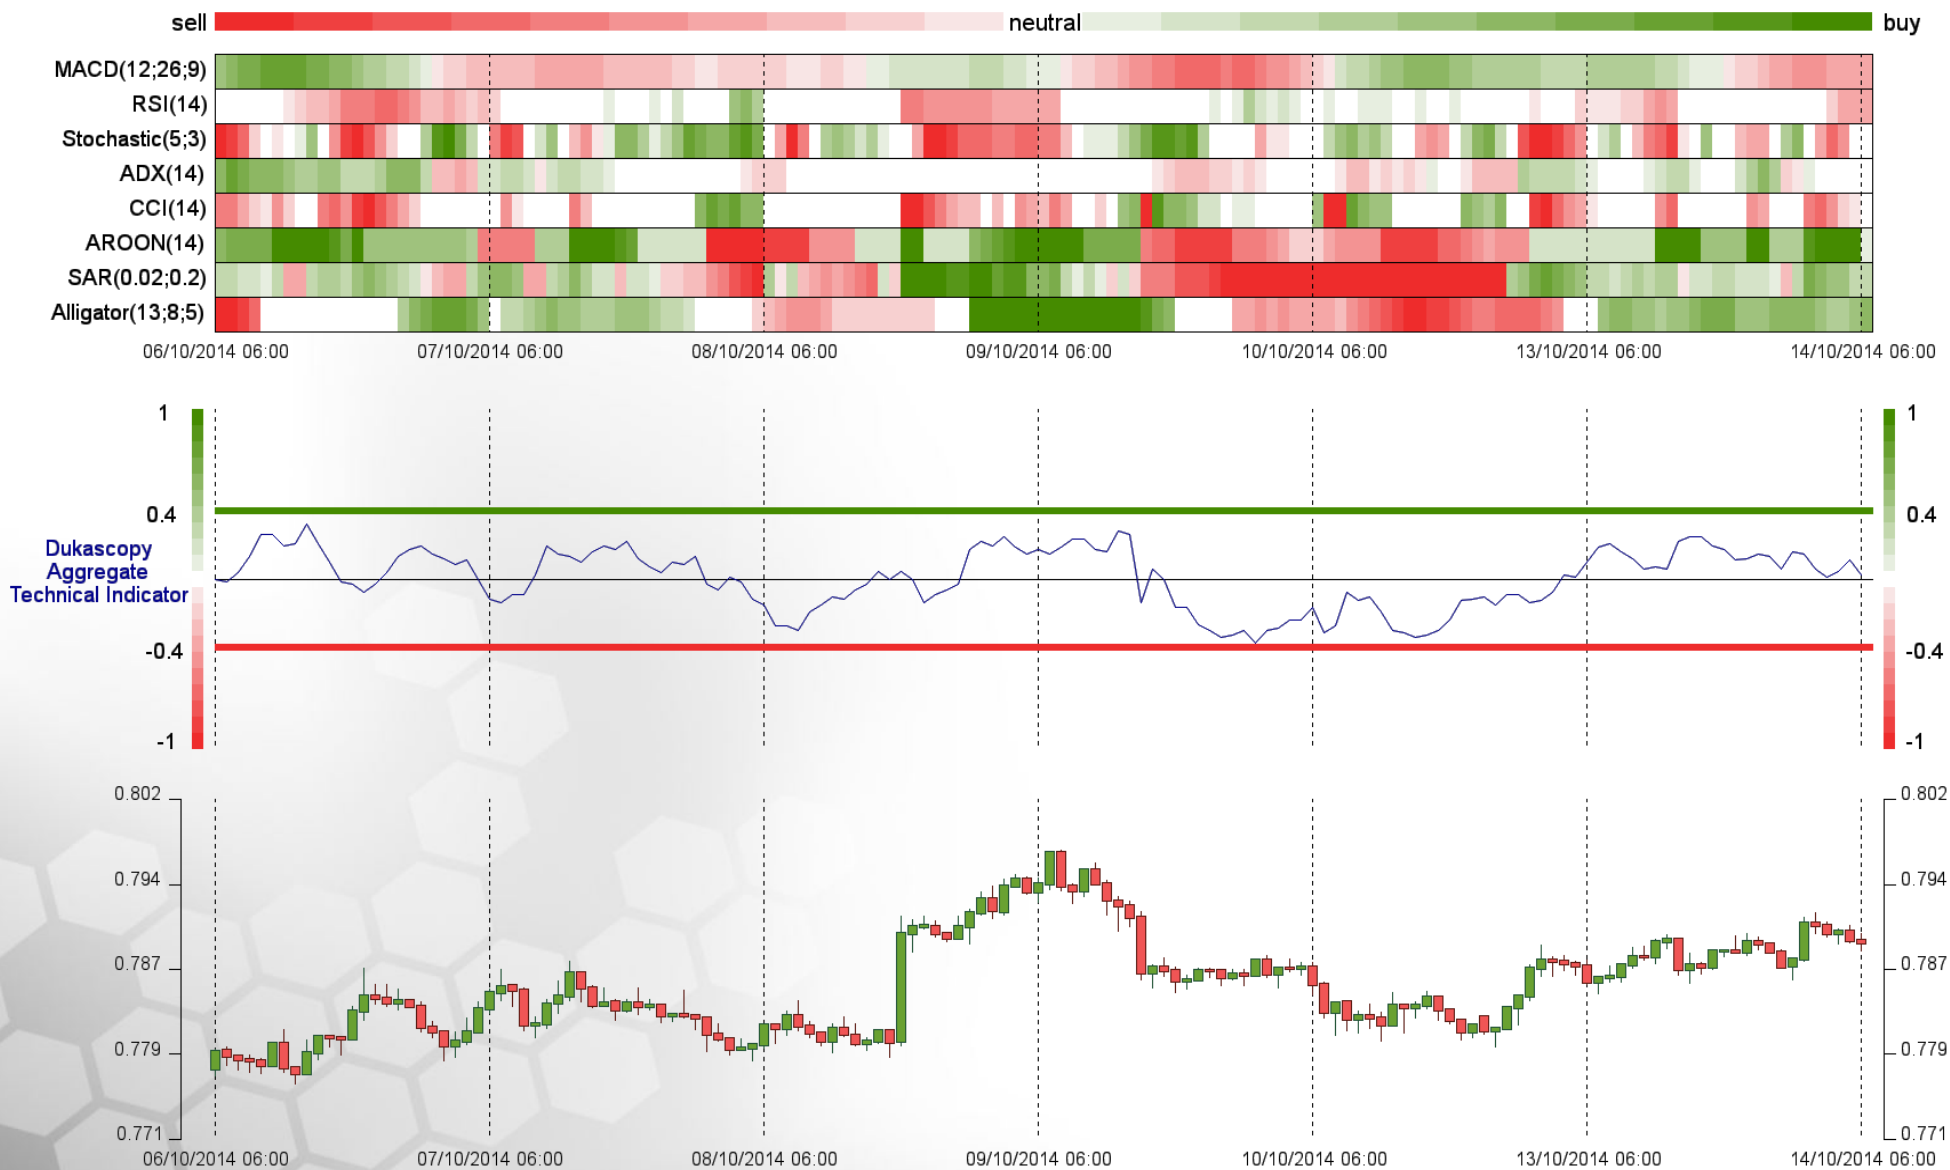 sell neutral buy
MACD(12;26;9)
RSI(14)
Stochastic(5;3)
ADX(14)
CCI(14)
AROON(14)
SAR(0.02;0.2)
Alligator(13;8;5)
06/10/2014 06:00 07/10/2014 06:00 08/10/2014 06:00 09/10/2014 06:00 10/10/2014 06:00 13/10/2014 06:00 14/10/2014 06:00
1 1
0.4 0.4
Dukascopy
Aggregate
Technical Indicator
-0.4 -0.4
-1 -1
0.802 0.802
0.794 0.794
0.787 0.787
0.779 0.779
0.771 0.771
06/10/2014 06:00 07/10/2014 06:00 08/10/2014 06:00 09/10/2014 06:00 10/10/2014 06:00 13/10/2014 06:00 14/10/2014 06:00